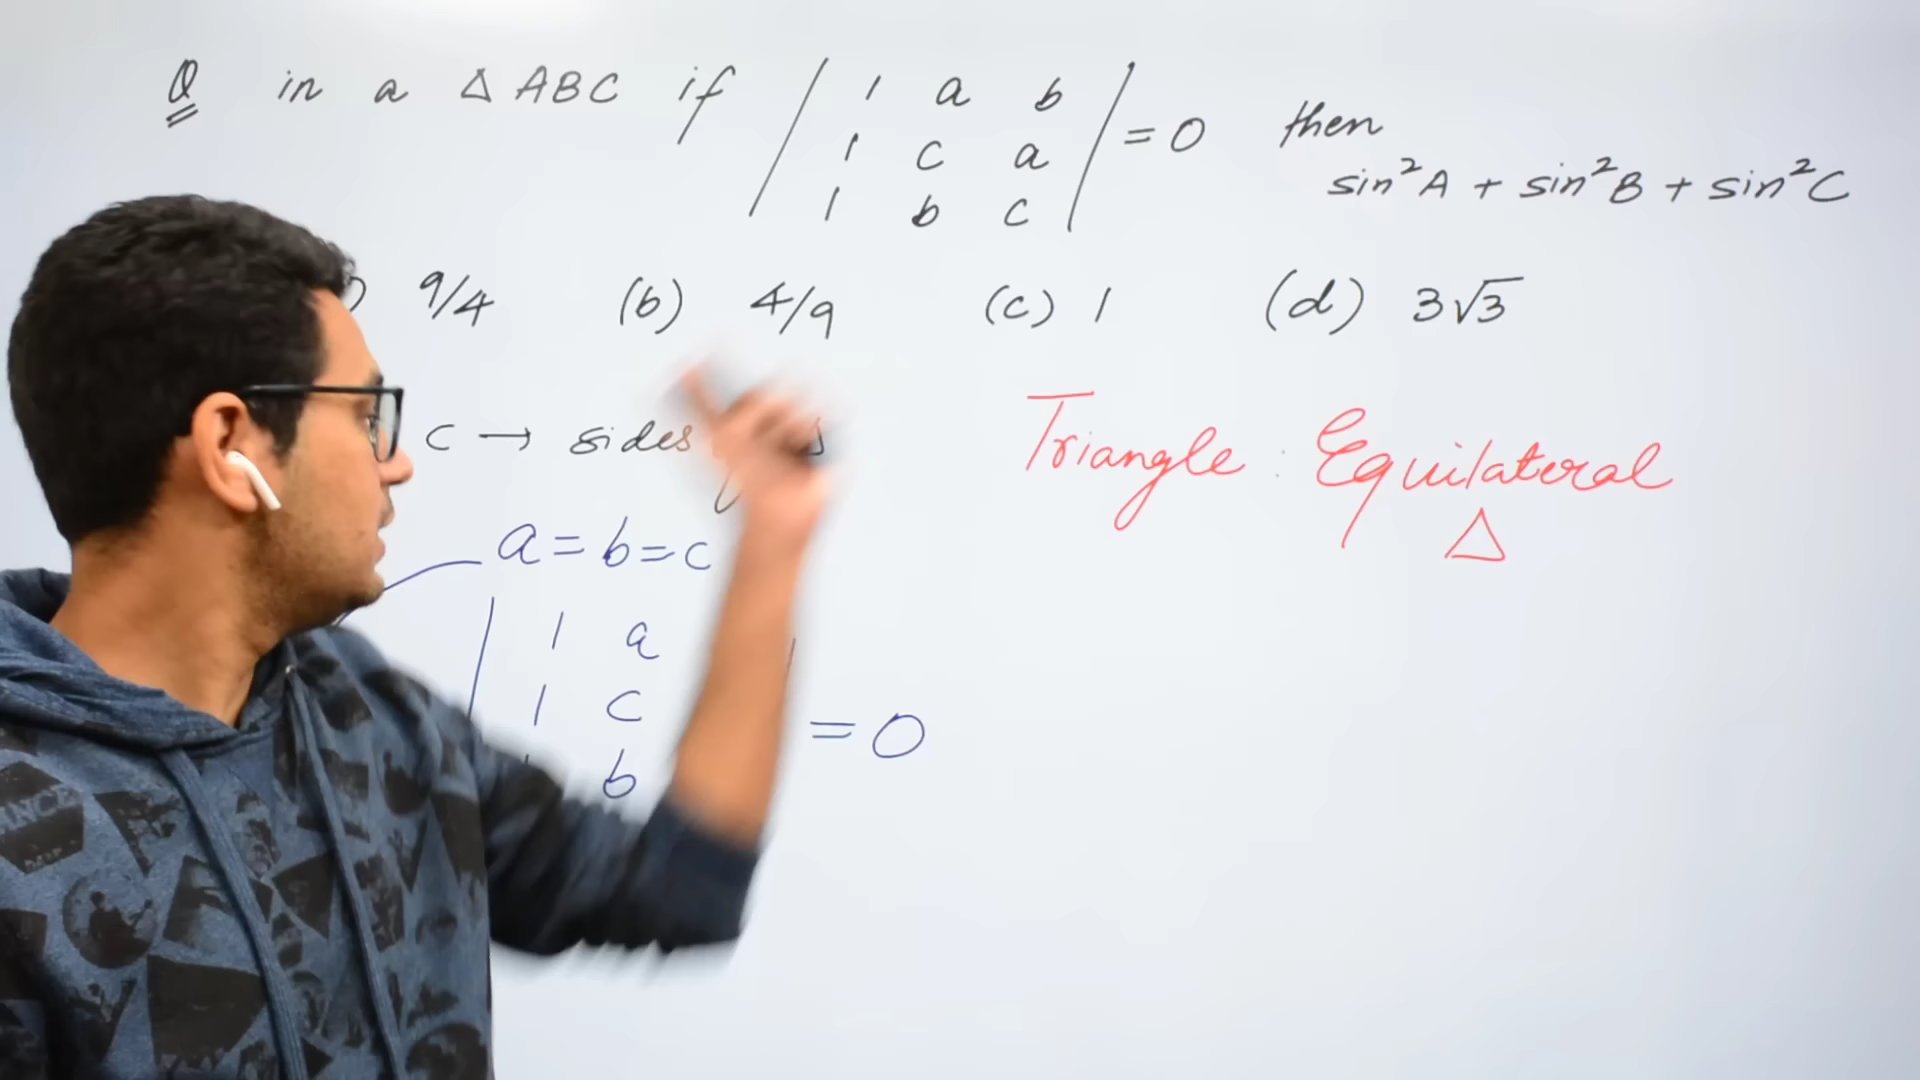 Q in a Δ ABC if | 1 a b | = 0 then
1 c a
1 b c
sin²A + sin²B + sin²C
) 9/4 (b) 4/9 (c) 1 (d) 3√3
c → sides
Triangle : Equilateral
Δ
a = b = c
1 a
1 c = 0
b